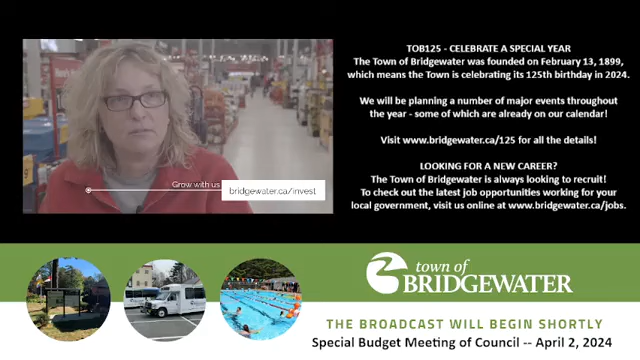 TOB125 - CELEBRATE A SPECIAL YEAR
The Town of Bridgewater was founded on February 13, 1899,
which means the Town is celebrating its 125th birthday in 2024.
We will be planning a number of major events throughout
the year - some of which are already on our calendar!
Visit www.bridgewater.ca/125 for all the details!
LOOKING FOR A NEW CAREER?
The Town of Bridgewater is always looking to recruit!
To check out the latest job opportunities working for your
local government, visit us online at www.bridgewater.ca/jobs.
Grow with us
bridgewater.ca/invest
town of
BRIDGEWATER
THE BROADCAST WILL BEGIN SHORTLY
Special Budget Meeting of Council -- April 2, 2024